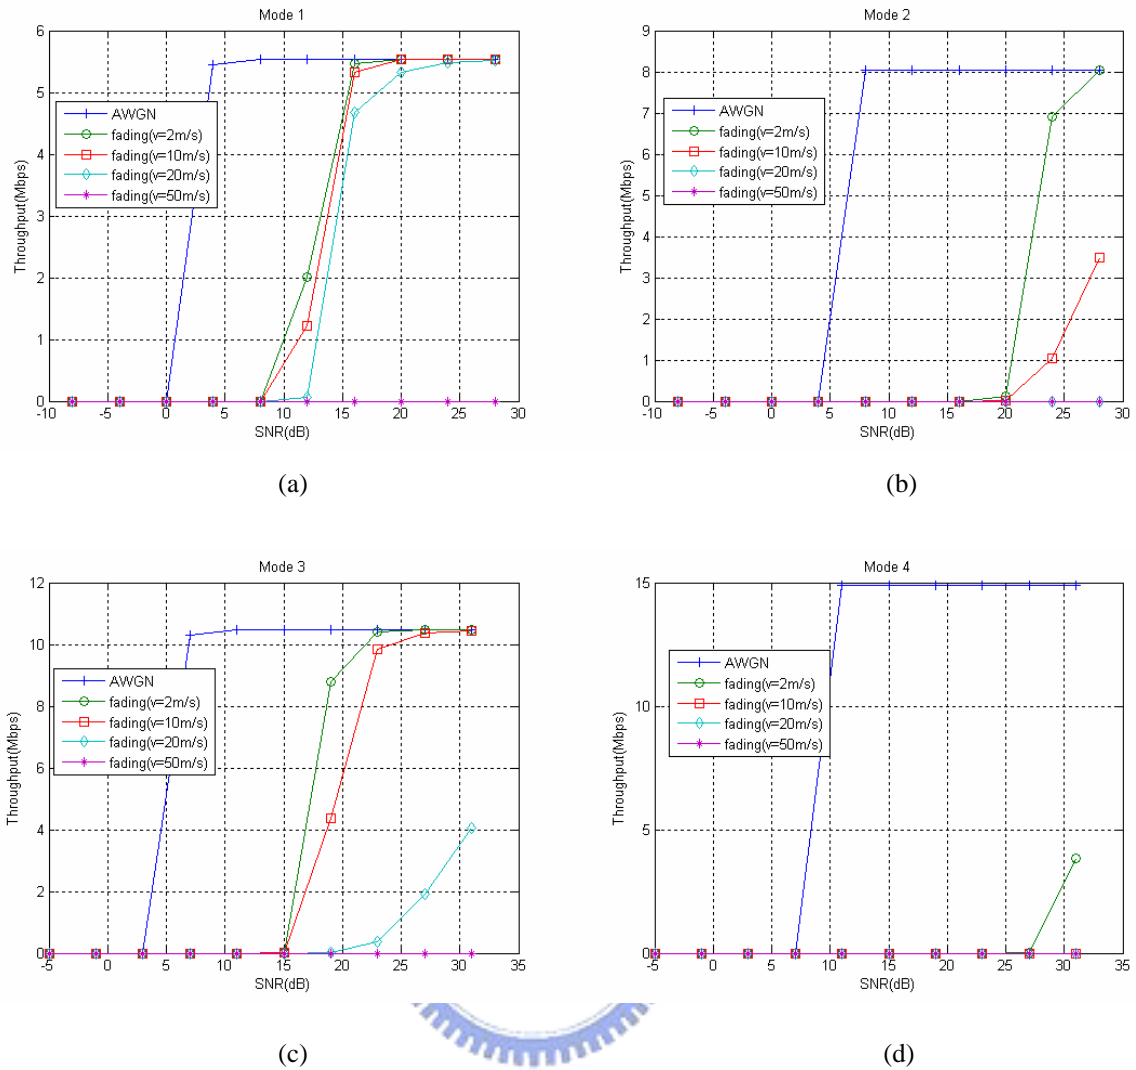 Mode 1
6
5
4
3
2
1
0
Throughput(Mbps)
AWGN
fading(v=2m/s)
fading(v=10m/s)
fading(v=20m/s)
fading(v=50m/s)
-10 -5 0 5 10 15 20 25 30
SNR(dB)
(a)
Mode 2
9
8
7
6
5
4
3
2
1
0
Throughput(Mbps)
AWGN
fading(v=2m/s)
fading(v=10m/s)
fading(v=20m/s)
fading(v=50m/s)
-10 -5 0 5 10 15 20 25 30
SNR(dB)
(b)
Mode 3
12
10
8
6
4
2
0
Throughput(Mbps)
AWGN
fading(v=2m/s)
fading(v=10m/s)
fading(v=20m/s)
fading(v=50m/s)
-5 0 5 10 15 20 25 30 35
SNR(dB)
(c)
Mode 4
15
10
5
0
Throughput(Mbps)
AWGN
fading(v=2m/s)
fading(v=10m/s)
fading(v=20m/s)
fading(v=50m/s)
-5 0 5 10 15 20 25 30 35
SNR(dB)
(d)